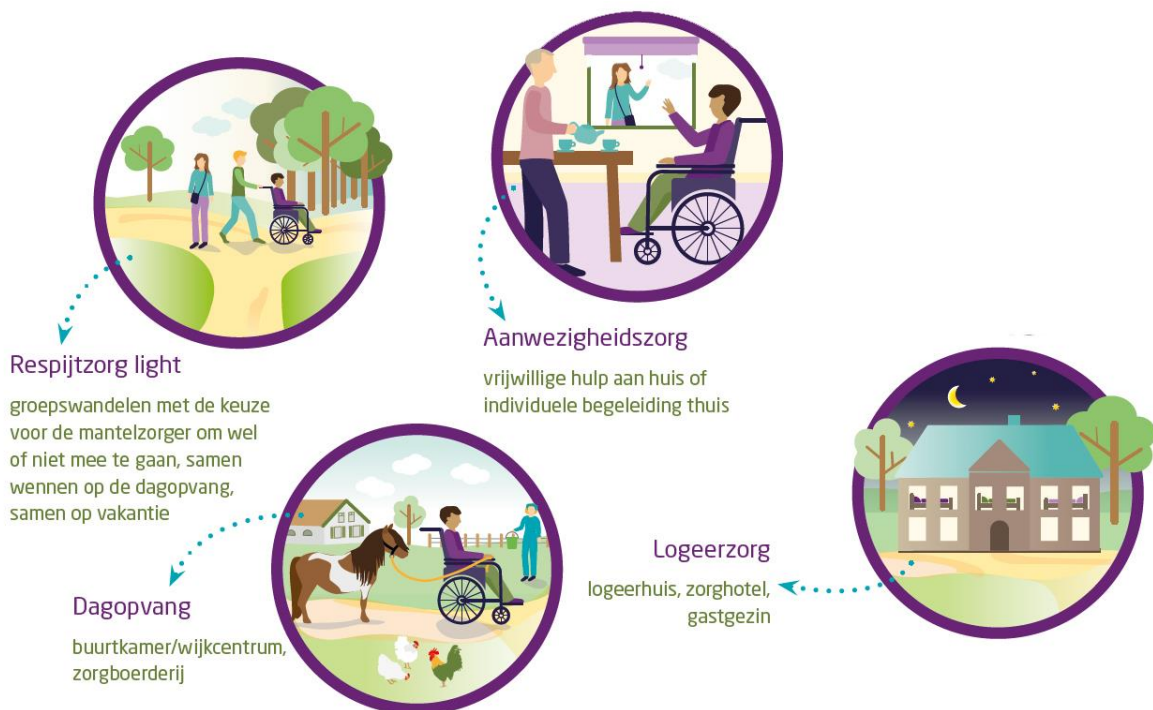 Respijtzorg light
groepswandelen met de keuze
voor de mantelzorger om wel
of niet mee te gaan, samen
wennen op de dagopvang,
samen op vakantie
Aanwezigheidszorg
vrijwillige hulp aan huis of
individuele begeleiding thuis
Dagopvang
buurtkamer/wijkcentrum,
zorgboerderij
Logeerzorg
logeerhuis, zorghotel,
gastgezin